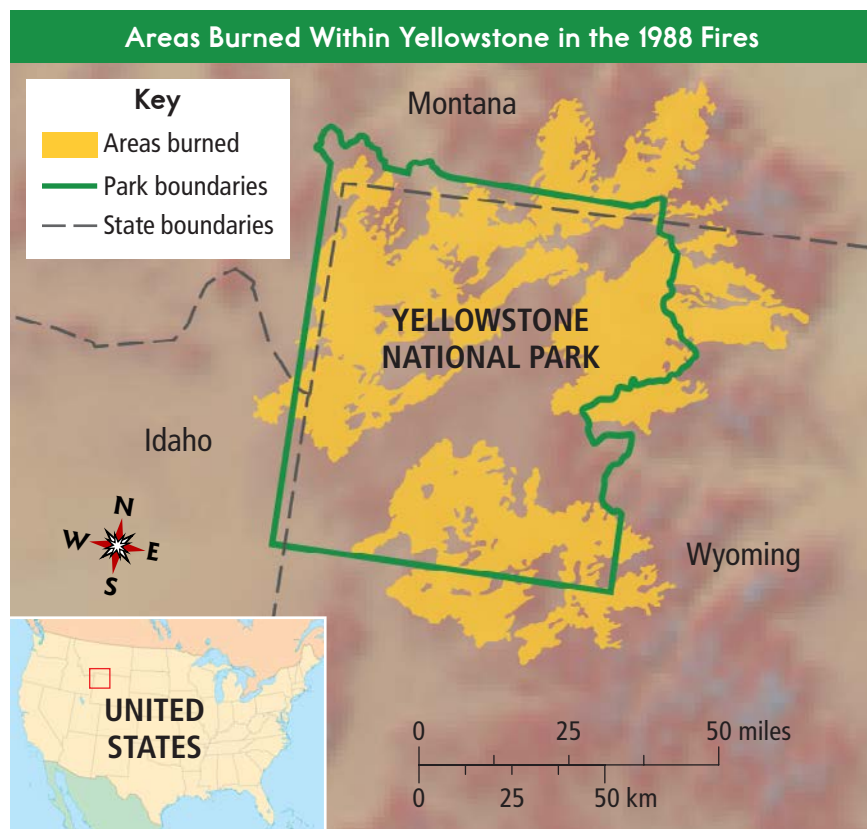 Areas Burned Within Yellowstone in the 1988 Fires
Key
Areas burned
Park boundaries
State boundaries
Montana
YELLOWSTONE
NATIONAL PARK
Idaho
Wyoming
N
W
E
S
UNITED
STATES
0 25 50 miles
0 25 50 km